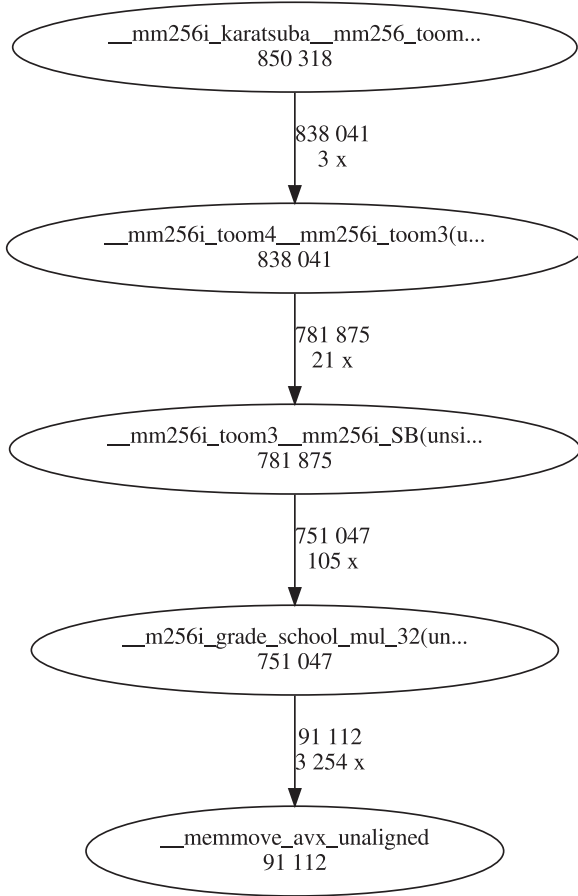 __mm256i_karatsuba__mm256_toom...
850 318
838 041
3 x
__mm256i_toom4__mm256i_toom3(u...
838 041
781 875
21 x
__mm256i_toom3__mm256i_SB(unsi...
781 875
751 047
105 x
__m256i_grade_school_mul_32(un...
751 047
91 112
3 254 x
__memmove_avx_unaligned
91 112